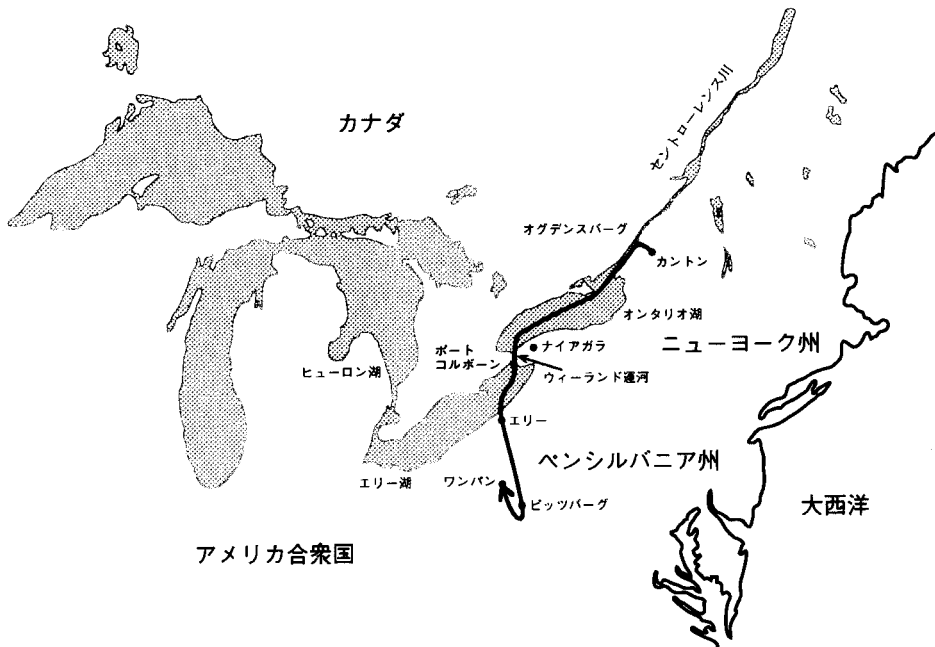 カナダ
セントローレンス川
オグデンスバーグ
カントン
オンタリオ湖
ナイアガラ
ニューヨーク州
ポート
コルボーン
ヒューロン湖
ウィーランド運河
エリー
ペンシルバニア州
エリー湖
ワンパン
ピッツバーグ
大西洋
アメリカ合衆国